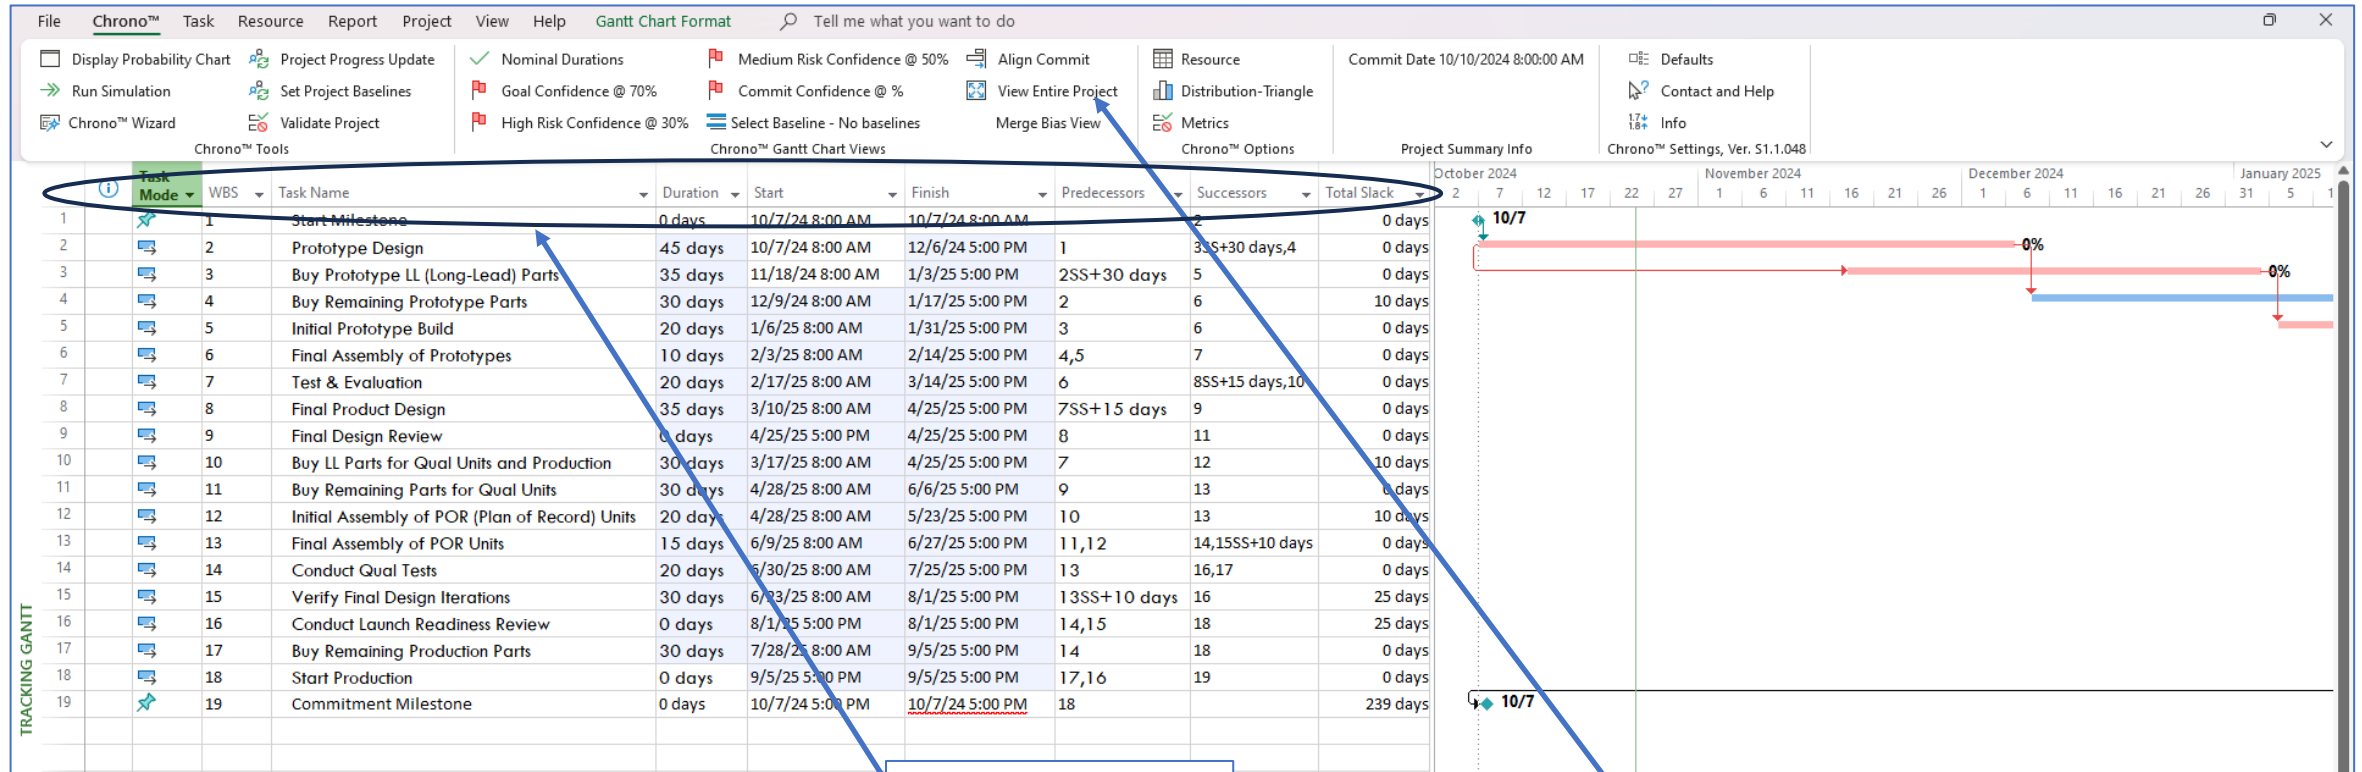 File Chrono™ Task Resource Report Project View Help Gantt Chart Format Tell me what you want to do
Display Probability Chart Project Progress Update Nominal Durations Medium Risk Confidence @ 50% Align Commit Resource Commit Date 10/10/2024 8:00:00 AM Defaults
Run Simulation Set Project Baselines Goal Confidence @ 70% Commit Confidence @ % View Entire Project Distribution-Triangle Contact and Help
Chrono™ Wizard Validate Project High Risk Confidence @ 30% Select Baseline - No baselines Merge Bias View Metrics Info
Chrono™ Tools Chrono™ Gantt Chart Views Chrono™ Options Project Summary Info Chrono™ Settings, Ver. S1.1.048
Task Mode WBS Task Name Duration Start Finish Predecessors Successors Total Slack
October 2024 November 2024 December 2024 January 2025
2 7 12 17 22 27 1 6 11 16 21 26 1 6 11 16 21 26 31 5 1
1 1 Start Milestone 0 days 10/7/24 8:00 AM 10/7/24 8:00 AM 2 0 days 10/7
2 2 Prototype Design 45 days 10/7/24 8:00 AM 12/6/24 5:00 PM 1 3SS+30 days,4 0 days 0%
3 3 Buy Prototype LL (Long-Lead) Parts 35 days 11/18/24 8:00 AM 1/3/25 5:00 PM 2SS+30 days 5 0 days 0%
4 4 Buy Remaining Prototype Parts 30 days 12/9/24 8:00 AM 1/17/25 5:00 PM 2 6 10 days
5 5 Initial Prototype Build 20 days 1/6/25 8:00 AM 1/31/25 5:00 PM 3 6 0 days
6 6 Final Assembly of Prototypes 10 days 2/3/25 8:00 AM 2/14/25 5:00 PM 4,5 7 0 days
7 7 Test & Evaluation 20 days 2/17/25 8:00 AM 3/14/25 5:00 PM 6 8SS+15 days,10 0 days
8 8 Final Product Design 35 days 3/10/25 8:00 AM 4/25/25 5:00 PM 7SS+15 days 9 0 days
9 9 Final Design Review 0 days 4/25/25 5:00 PM 4/25/25 5:00 PM 8 11 0 days
10 10 Buy LL Parts for Qual Units and Production 30 days 3/17/25 8:00 AM 4/25/25 5:00 PM 7 12 10 days
11 11 Buy Remaining Parts for Qual Units 30 days 4/28/25 8:00 AM 6/6/25 5:00 PM 9 13 0 days
12 12 Initial Assembly of POR (Plan of Record) Units 20 days 4/28/25 8:00 AM 5/23/25 5:00 PM 10 13 10 days
13 13 Final Assembly of POR Units 15 days 6/9/25 8:00 AM 6/27/25 5:00 PM 11,12 14,15SS+10 days 0 days
14 14 Conduct Qual Tests 20 days 6/30/25 8:00 AM 7/25/25 5:00 PM 13 16,17 0 days
15 15 Verify Final Design Iterations 30 days 6/23/25 8:00 AM 8/1/25 5:00 PM 13SS+10 days 16 25 days
16 16 Conduct Launch Readiness Review 0 days 8/1/25 5:00 PM 8/1/25 5:00 PM 14,15 18 25 days
17 17 Buy Remaining Production Parts 30 days 7/28/25 8:00 AM 9/5/25 5:00 PM 14 18 0 days
18 18 Start Production 0 days 9/5/25 5:00 PM 9/5/25 5:00 PM 17,16 19 0 days
19 19 Commitment Milestone 0 days 10/7/24 5:00 PM 10/7/24 5:00 PM 18 239 days 10/7
TRACKING GANTT